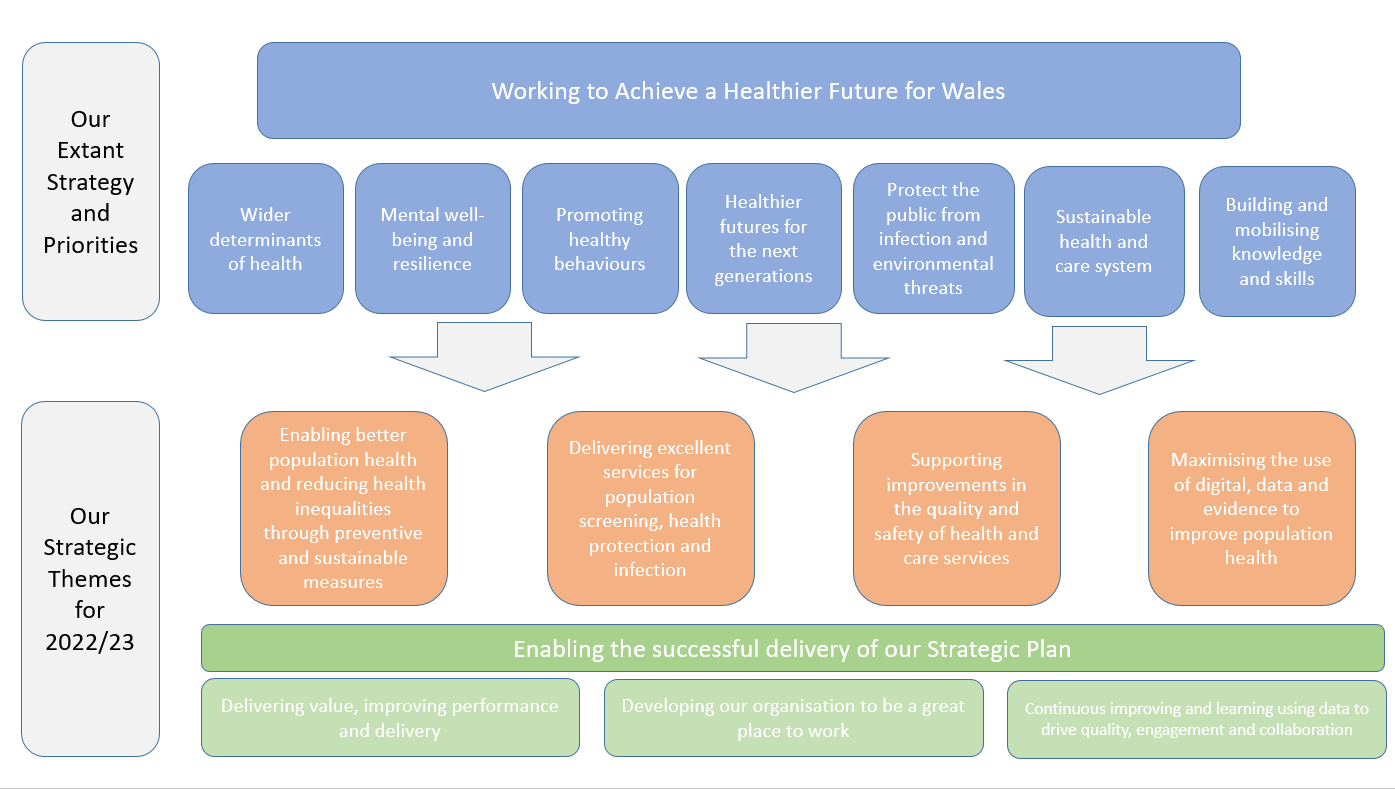 Our
Extant
Strategy
and
Priorities
Working to Achieve a Healthier Future for Wales
Wider
determinants
of health
Mental well-
being and
resilience
Promoting
healthy
behaviours
Healthier
futures for
the next
generations
Protect the
public from
infection and
environmental
threats
Sustainable
health and
care system
Building and
mobilising
knowledge
and skills
Our
Strategic
Themes
for
2022/23
Enabling better
population health
and reducing health
inequalities
through preventive
and sustainable
measures
Delivering excellent
services for
population
screening, health
protection and
infection
Supporting
improvements in
the quality and
safety of health and
care services
Maximising the use
of digital, data and
evidence to
improve population
health
Enabling the successful delivery of our Strategic Plan
Delivering value, improving performance
and delivery
Developing our organisation to be a great
place to work
Continuous improving and learning using data to
drive quality, engagement and collaboration